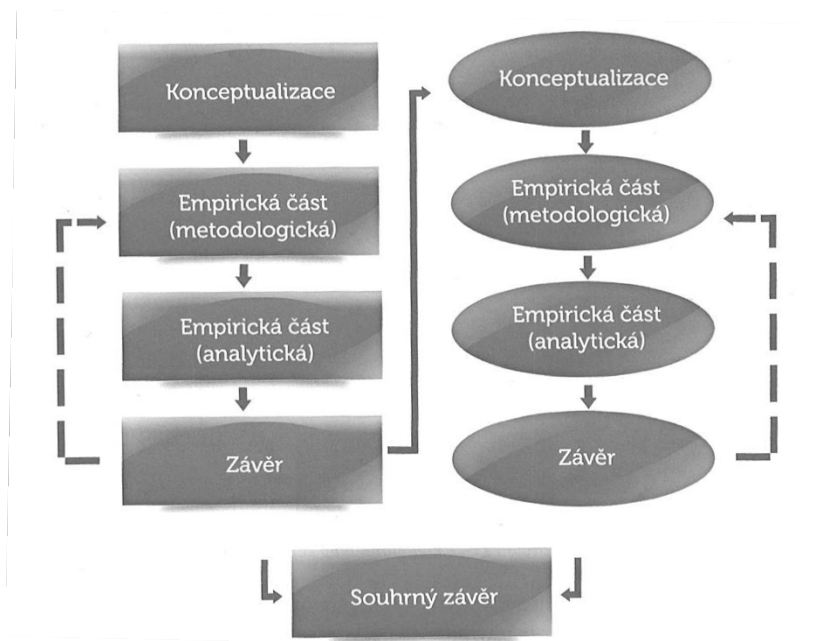 Konceptualizace
Empirická část
(metodologická)
Empirická část
(analytická)
Závěr
Konceptualizace
Empirická část
(metodologická)
Empirická část
(analytická)
Závěr
Souhrný závěr